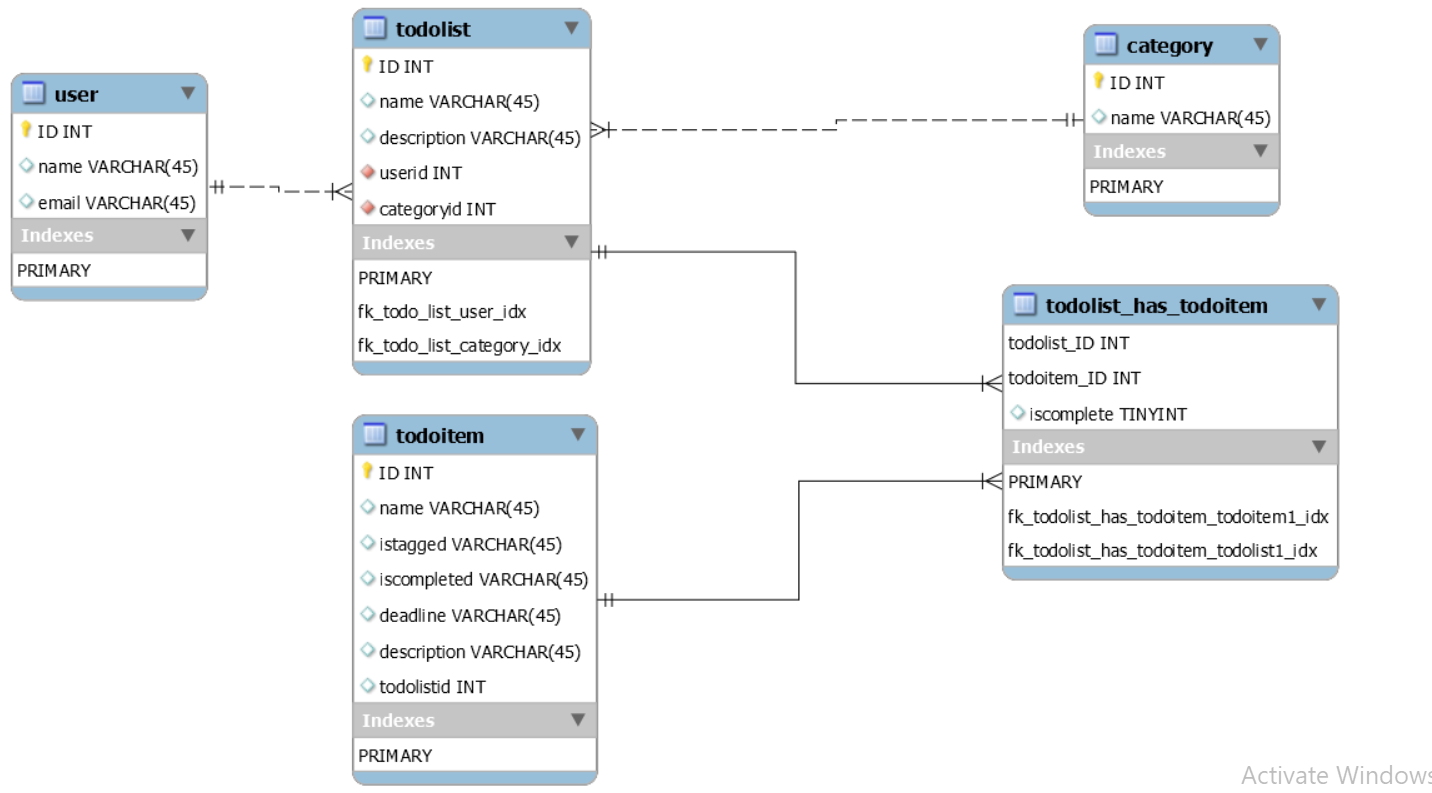 user
ID INT
name VARCHAR(45)
email VARCHAR(45)
Indexes
PRIMARY
todolist
ID INT
name VARCHAR(45)
description VARCHAR(45)
userid INT
categoryid INT
Indexes
PRIMARY
fk_todo_list_user_idx
fk_todo_list_category_idx
category
ID INT
name VARCHAR(45)
Indexes
PRIMARY
todoitem
ID INT
name VARCHAR(45)
istagged VARCHAR(45)
iscompleted VARCHAR(45)
deadline VARCHAR(45)
description VARCHAR(45)
todolistid INT
Indexes
PRIMARY
todolist_has_todoitem
todolist_ID INT
todoitem_ID INT
iscomplete TINYINT
Indexes
PRIMARY
fk_todolist_has_todoitem_todoitem1_idx
fk_todolist_has_todoitem_todolist1_idx
Activate Windows